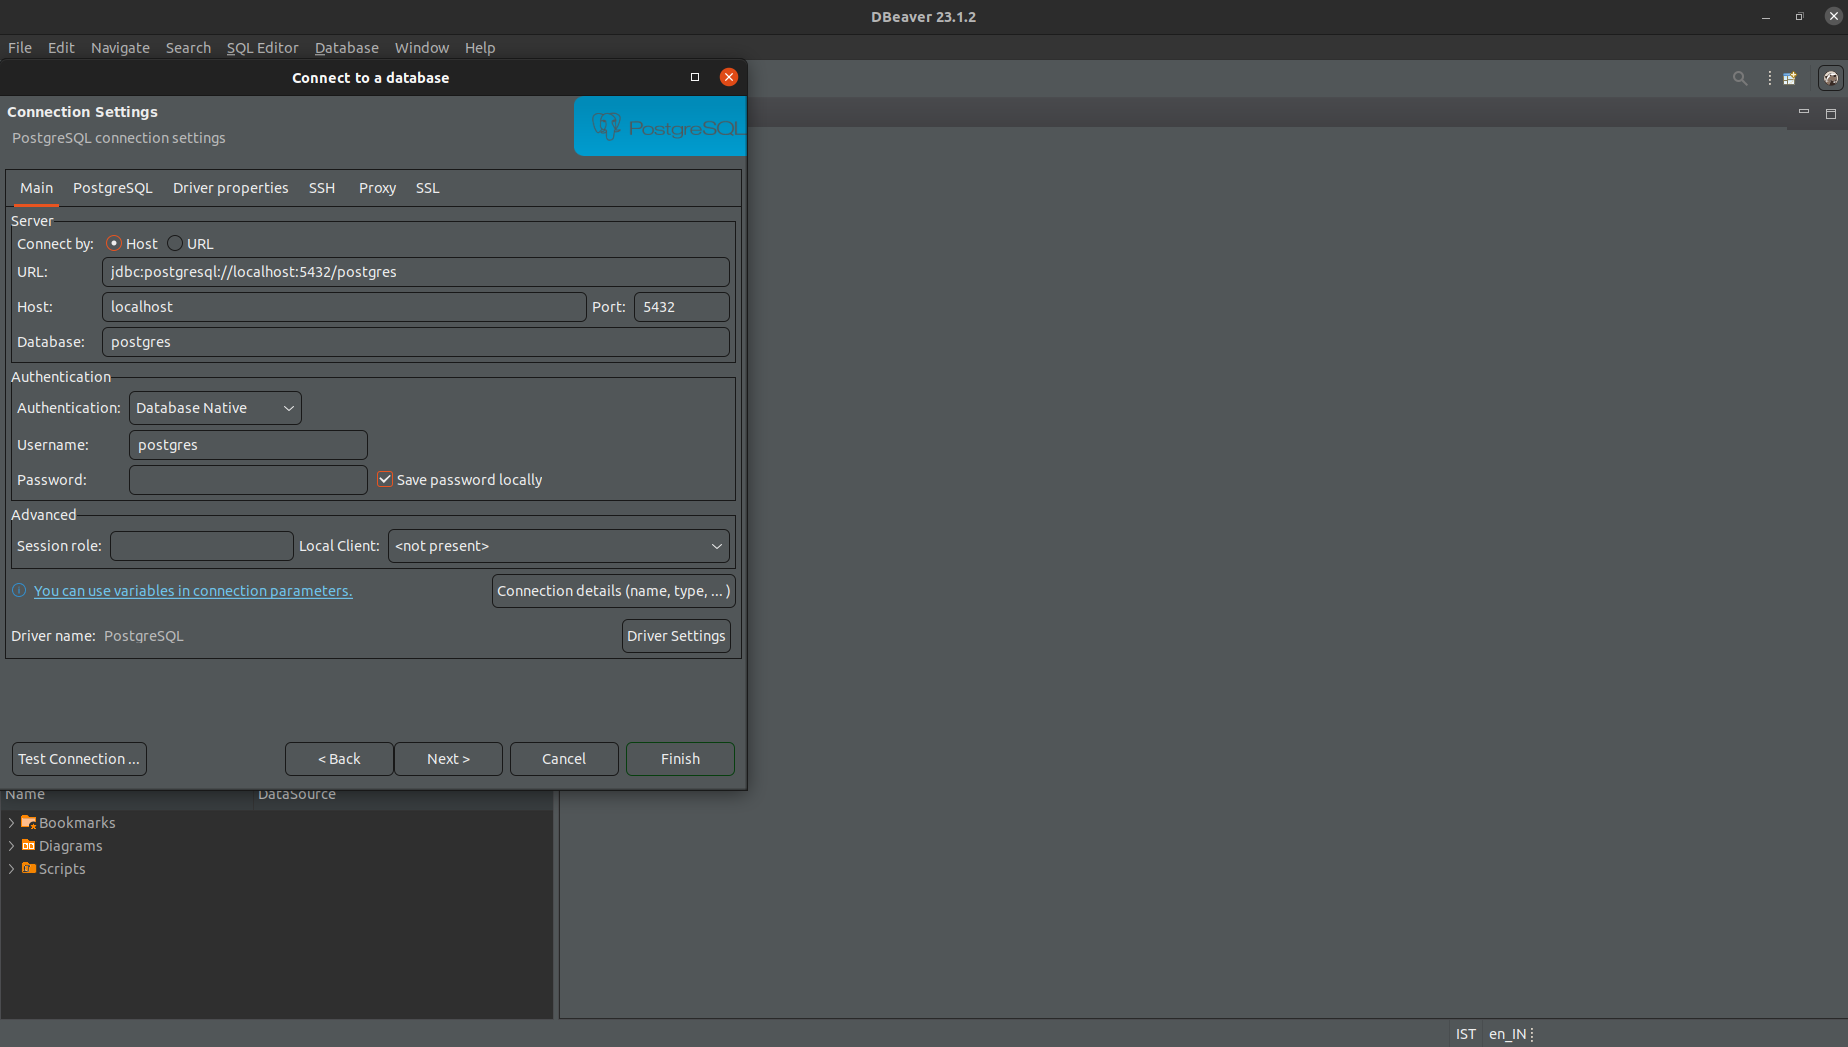 DBeaver 23.1.2
File Edit Navigate Search SQL Editor Database Window Help
Connect to a database
Connection Settings
PostgreSQL connection settings
PostgreSQL
Main PostgreSQL Driver properties SSH Proxy SSL
Server
Connect by: Host URL
URL: jdbc:postgresql://localhost:5432/postgres
Host: localhost Port: 5432
Database: postgres
Authentication
Authentication: Database Native
Username: postgres
Password: Save password locally
Advanced
Session role: Local Client: <not present>
You can use variables in connection parameters. Connection details (name, type, ... )
Driver name: PostgreSQL Driver Settings
Test Connection ... < Back Next > Cancel Finish
Name DataSource
Bookmarks
Diagrams
Scripts
IST en_IN